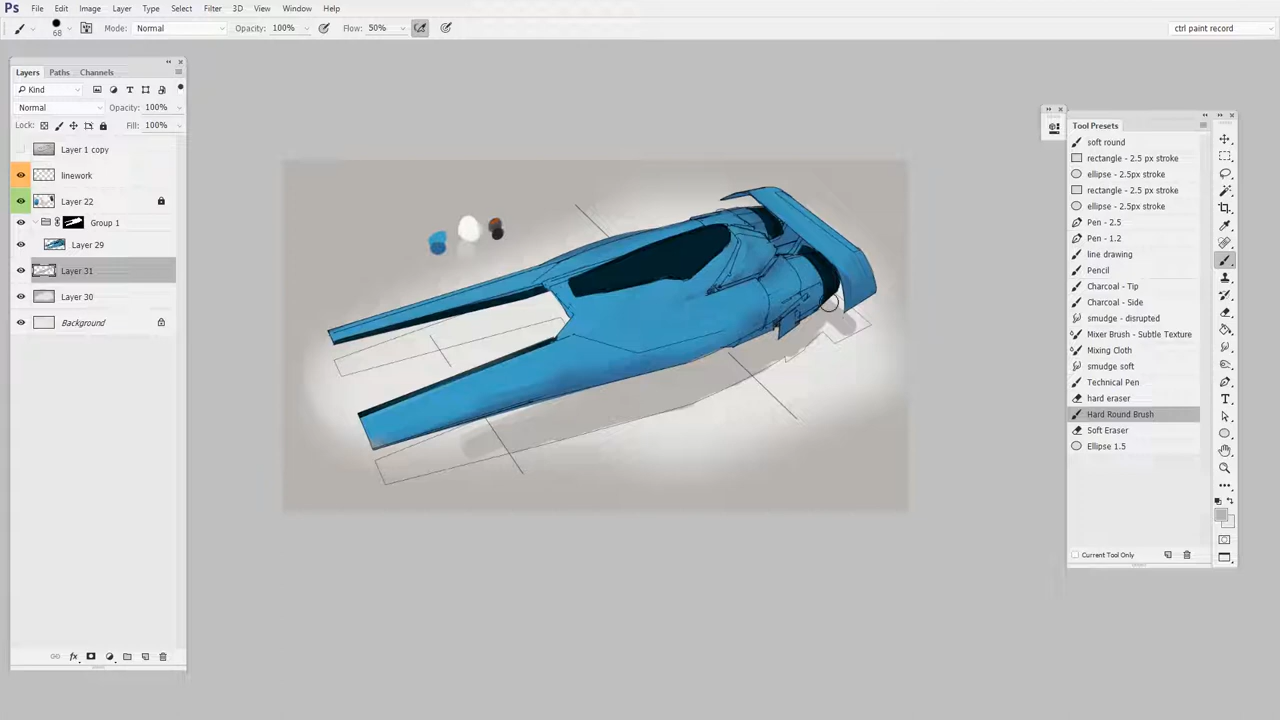 Ps File Edit Image Layer Type Select Filter 3D View Window Help
68 Mode: Normal Opacity: 100% Flow: 50% ctrl paint record
Layers Paths Channels
Kind
Normal Opacity: 100%
Lock: Fill: 100%
Layer 1 copy
linework
Layer 22
Group 1
Layer 29
Layer 31
Layer 30
Background
fx
Tool Presets
soft round
rectangle - 2.5 px stroke
ellipse - 2.5px stroke
rectangle - 2.5 px stroke
ellipse - 2.5px stroke
Pen - 2.5
Pen - 1.2
line drawing
Pencil
Charcoal - Tip
Charcoal - Side
smudge - disrupted
Mixer Brush - Subtle Texture
Mixing Cloth
smudge soft
Technical Pen
hard eraser
Hard Round Brush
Soft Eraser
Ellipse 1.5
Current Tool Only